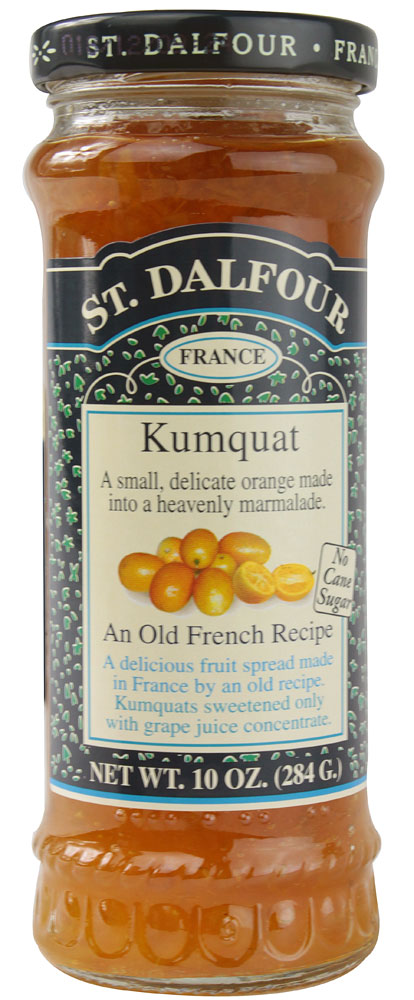 ST. DALFOUR • FRAN
ST. DALFOUR
FRANCE
Kumquat
A small, delicate orange made
into a heavenly marmalade.
No
Cane
Sugar
An Old French Recipe
A delicious fruit spread made
in France by an old recipe.
Kumquats sweetened only
with grape juice concentrate.
NET WT. 10 OZ. (284 G.)